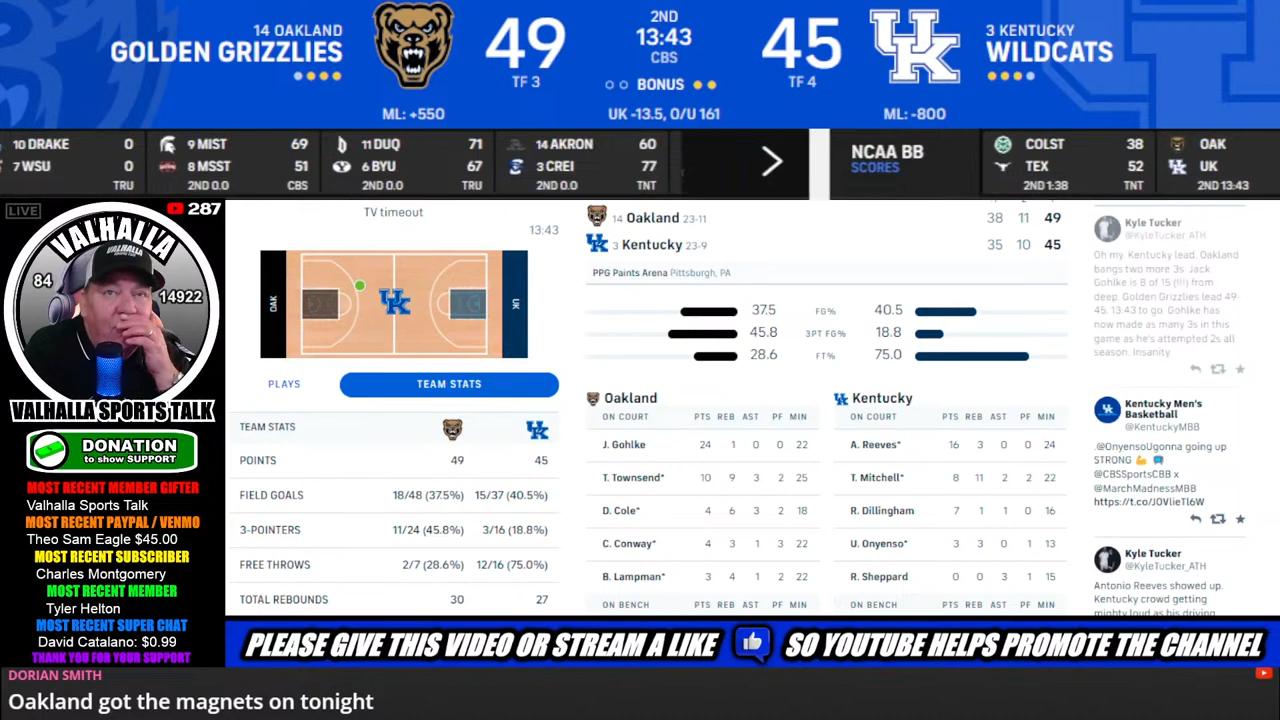 14 OAKLAND
GOLDEN GRIZZLIES
49
TF 3
ML: +550
2ND
13:43
CBS
BONUS
UK -13.5, O/U 161
45
TF 4
3 KENTUCKY
WILDCATS
ML: -800
10 DRAKE 0
7 WSU 0
TRU
9 MIST 69
8 MSST 51
2ND 0.0 CBS
11 DUQ 71
6 BYU 67
2ND 0.0 TRU
14 AKRON 60
3 CREI 77
2ND 0.0 TNT
NCAA BB
SCORES
COLST 38
TEX 52
2ND 1:38 TNT
OAK
UK
2ND 13:43
LIVE
287
VALHALLA
84
14922
VALHALLA SPORTS TALK
DONATION
to show SUPPORT
MOST RECENT MEMBER GIFTER
Valhalla Sports Talk
MOST RECENT PAYPAL / VENMO
Theo Sam Eagle $45.00
MOST RECENT SUBSCRIBER
Charles Montgomery
MOST RECENT MEMBER
Tyler Helton
MOST RECENT SUPER CHAT
David Catalano: $0.99
THANK YOU FOR YOUR SUPPORT
TV timeout
13:43
OAK
UK
UK
PLAYS
TEAM STATS
TEAM STATS
POINTS 49 45
FIELD GOALS 18/48 (37.5%) 15/37 (40.5%)
3-POINTERS 11/24 (45.8%) 3/16 (18.8%)
FREE THROWS 2/7 (28.6%) 12/16 (75.0%)
TOTAL REBOUNDS 30 27
14 Oakland 23-11 38 11 49
3 Kentucky 23-9 35 10 45
PPG Paints Arena Pittsburgh, PA
37.5 FG% 40.5
45.8 3PT FG% 18.8
28.6 FT% 75.0
Oakland
ON COURT PTS REB AST PF MIN
J. Gohlke 24 1 0 0 22
T. Townsend* 10 9 3 2 25
D. Cole* 4 6 3 2 18
C. Conway* 4 3 1 3 22
B. Lampman* 3 4 1 2 22
ON BENCH PTS REB AST PF MIN
Kentucky
ON COURT PTS REB AST PF MIN
A. Reeves* 16 3 0 0 24
T. Mitchell* 8 11 2 2 22
R. Dillingham 7 1 1 0 16
U. Onyenso* 3 3 0 1 13
R. Sheppard 0 0 3 1 15
ON BENCH PTS REB AST PF MIN
Kyle Tucker
@KyleTucker_ATH
Oh my. Kentucky lead. Oakland
bangs two more 3s. Jack
Gohlke is 8 of 15 (!!!) from
deep. Golden Grizzlies lead 49-
45. 13:43 to go. Gohlke has
now made as many 3s in this
game as he's attempted 2s all
season. Insanity
Kentucky Men's
Basketball
@KentuckyMBB
.@OnyensoUgonna going up
STRONG 💪
@CBSSportsCBB x
@MarchMadnessMBB
https://t.co/JOVlieTl6W
Kyle Tucker
@KyleTucker_ATH
Antonio Reeves showed up.
Kentucky crowd getting
mighty loud as his driving
PLEASE GIVE THIS VIDEO OR STREAM A LIKE SO YOUTUBE HELPS PROMOTE THE CHANNEL
DORIAN SMITH
Oakland got the magnets on tonight